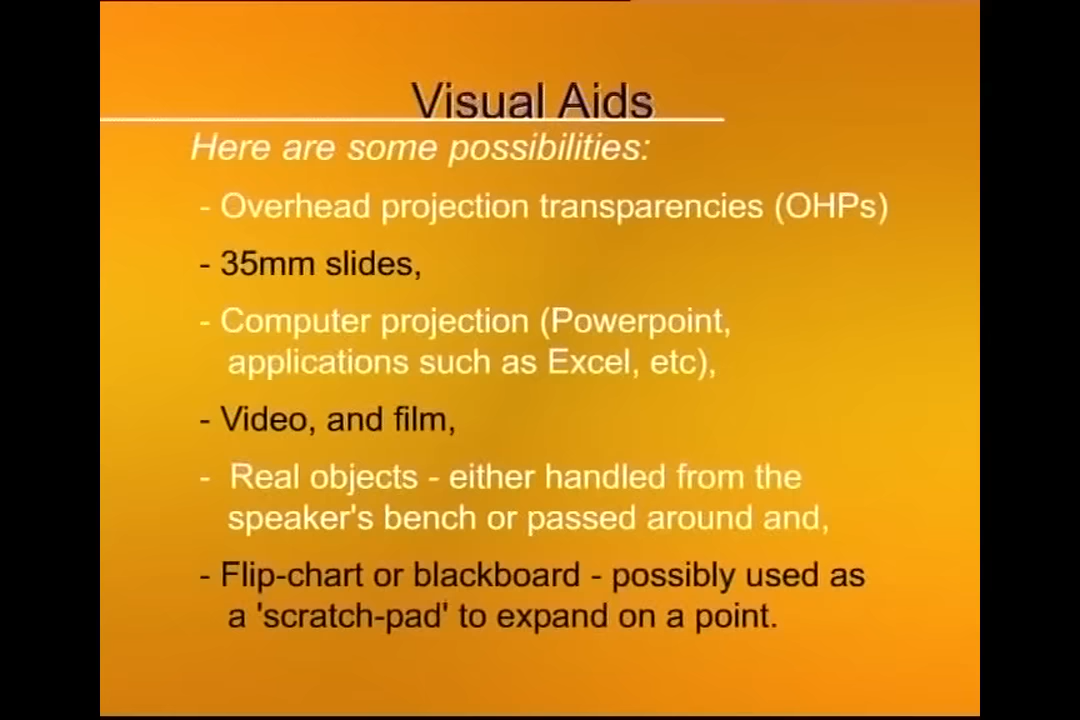 Visual Aids
Here are some possibilities:
- Overhead projection transparencies (OHPs)
- 35mm slides,
- Computer projection (Powerpoint,
applications such as Excel, etc),
- Video, and film,
- Real objects - either handled from the
speaker's bench or passed around and,
- Flip-chart or blackboard - possibly used as
a 'scratch-pad' to expand on a point.